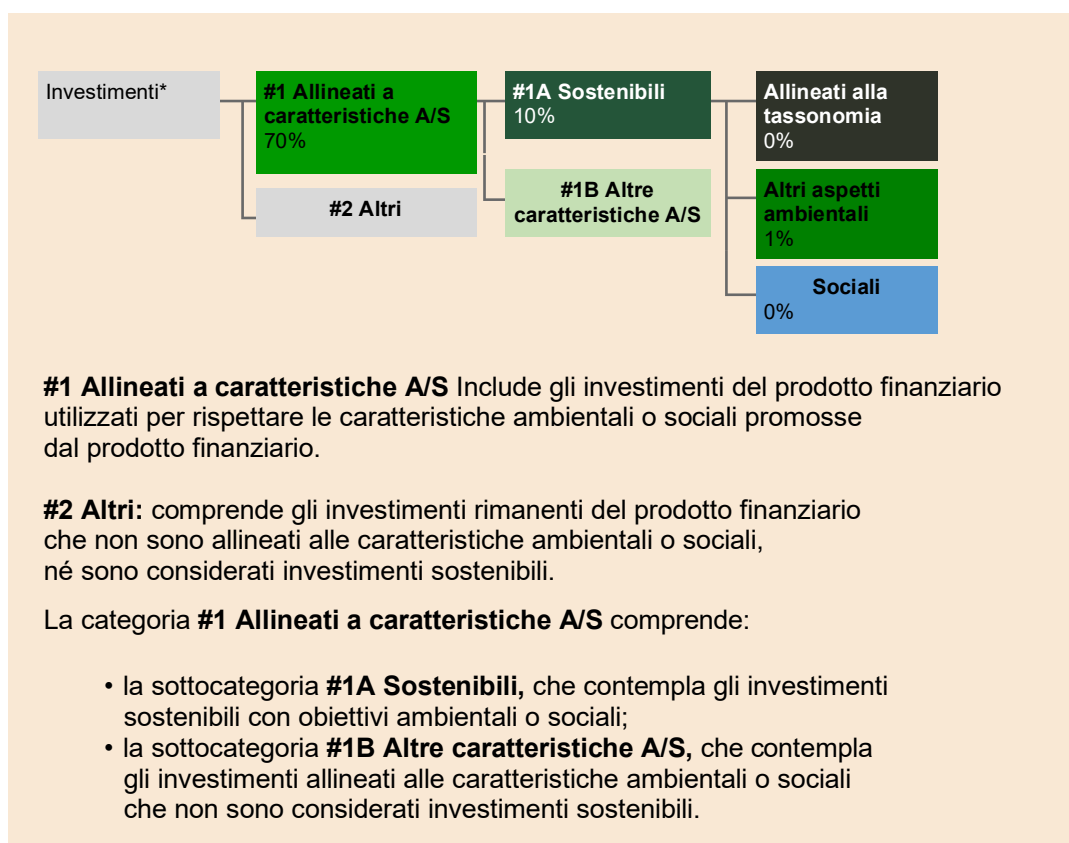 Investimenti*
#1 Allineati a
caratteristiche A/S
70%
#2 Altri
#1A Sostenibili
10%
#1B Altre
caratteristiche A/S
Allineati alla
tassonomia
0%
Altri aspetti
ambientali
1%
Sociali
0%
#1 Allineati a caratteristiche A/S Include gli investimenti del prodotto finanziario
utilizzati per rispettare le caratteristiche ambientali o sociali promosse
dal prodotto finanziario.
#2 Altri: comprende gli investimenti rimanenti del prodotto finanziario
che non sono allineati alle caratteristiche ambientali o sociali,
né sono considerati investimenti sostenibili.
La categoria #1 Allineati a caratteristiche A/S comprende:
• la sottocategoria #1A Sostenibili, che contempla gli investimenti
sostenibili con obiettivi ambientali o sociali;
• la sottocategoria #1B Altre caratteristiche A/S, che contempla
gli investimenti allineati alle caratteristiche ambientali o sociali
che non sono considerati investimenti sostenibili.